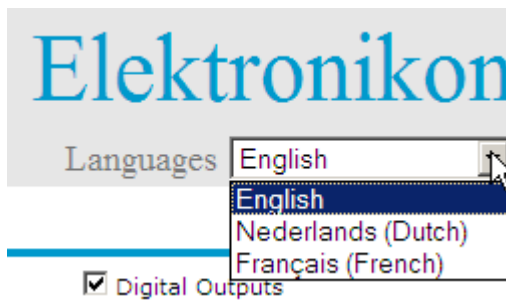 Elektronikon
Languages English
English
Nederlands (Dutch)
Français (French)
Digital Outputs